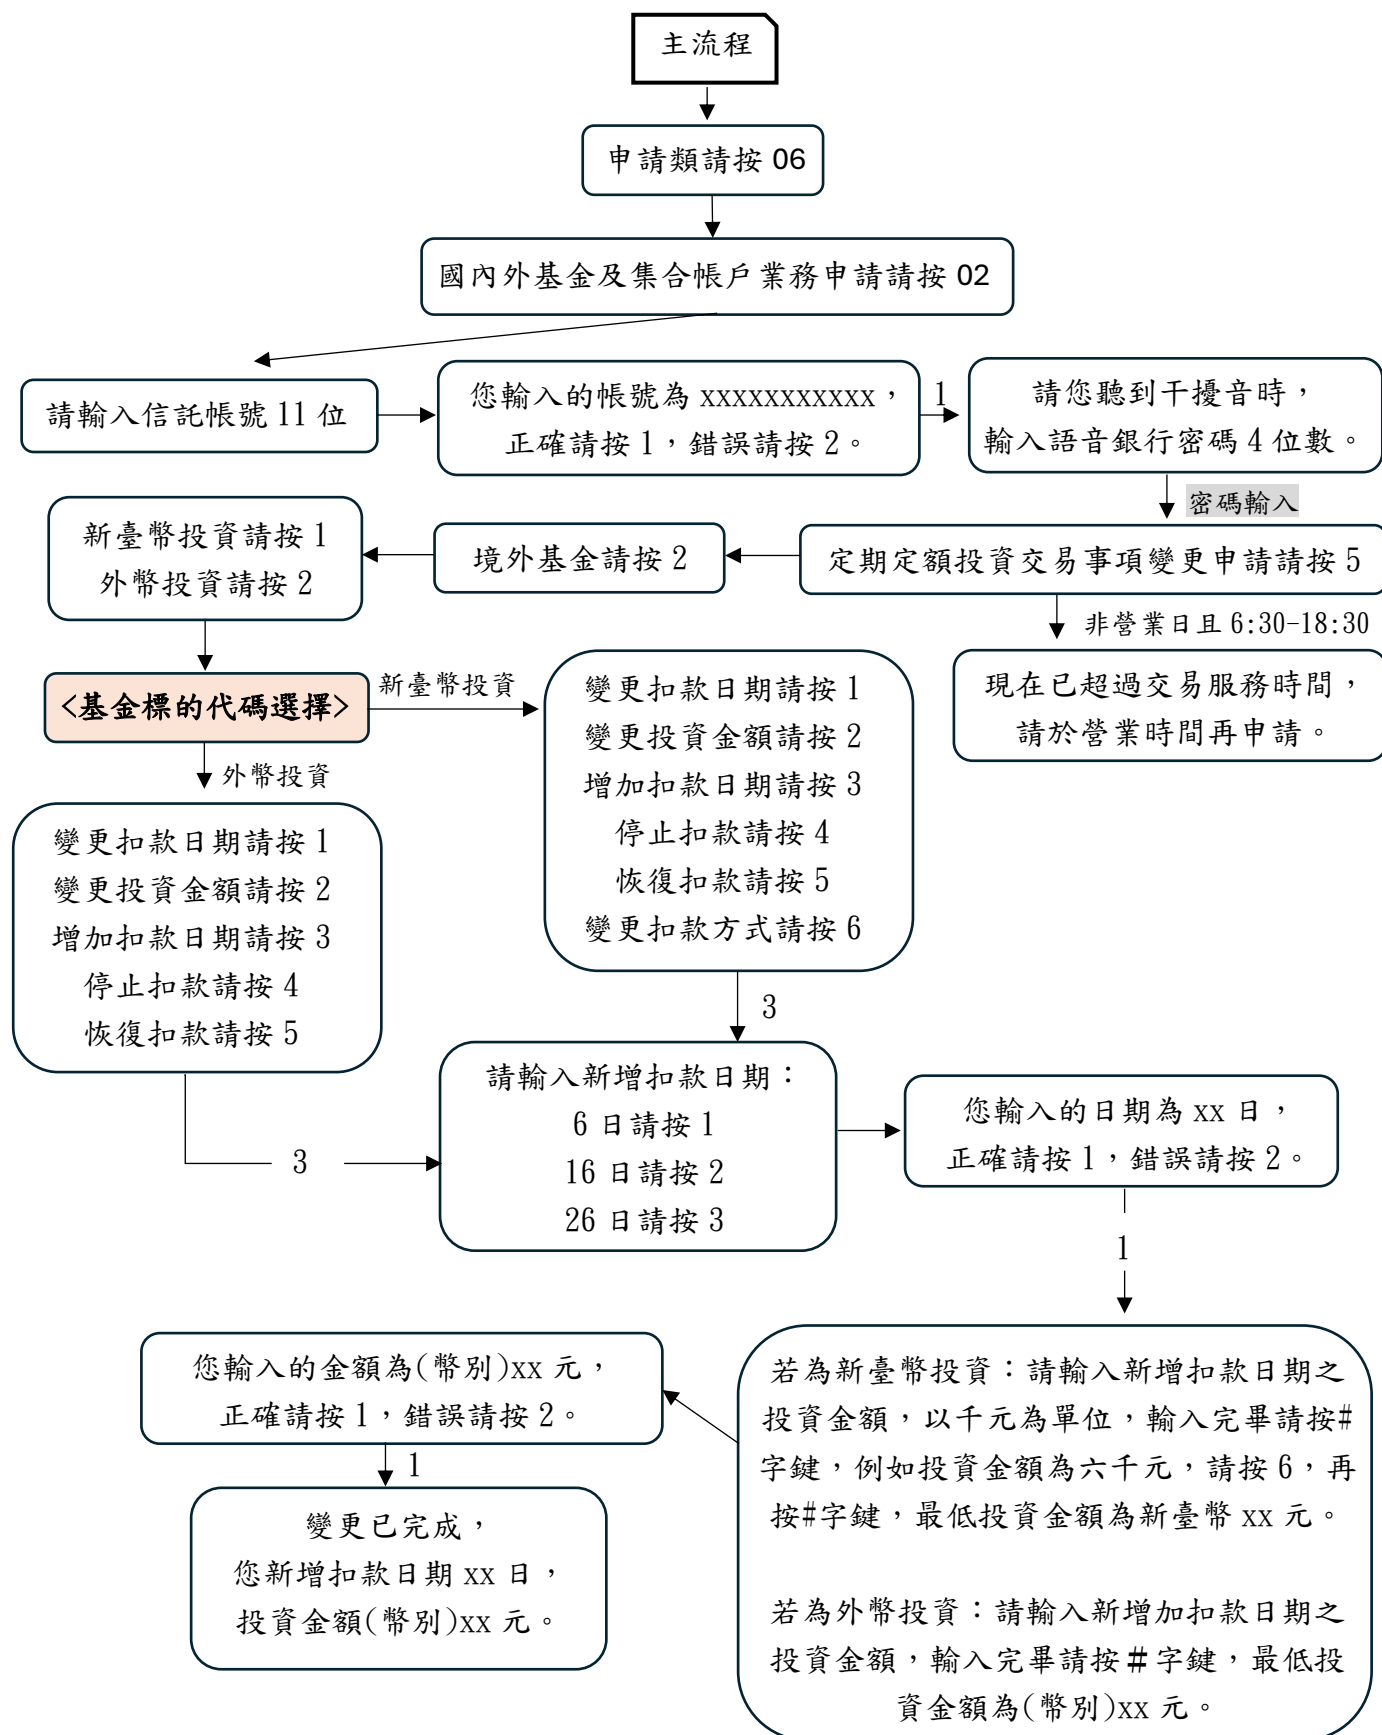 主流程
申請類請按 06
國內外基金及集合帳戶業務申請請按 02
請輸入信託帳號 11 位
您輸入的帳號為 xxxxxxxxxxx，
正確請按 1，錯誤請按 2。
1
請您聽到干擾音時，
輸入語音銀行密碼 4 位數。
密碼輸入
定期定額投資交易事項變更申請請按 5
境外基金請按 2
新臺幣投資請按 1
外幣投資請按 2
非營業日且 6:30-18:30
現在已超過交易服務時間，
請於營業時間再申請。
<基金標的代碼選擇>
新臺幣投資
變更扣款日期請按 1
變更投資金額請按 2
增加扣款日期請按 3
停止扣款請按 4
恢復扣款請按 5
變更扣款方式請按 6
外幣投資
變更扣款日期請按 1
變更投資金額請按 2
增加扣款日期請按 3
停止扣款請按 4
恢復扣款請按 5
3
3
請輸入新增扣款日期：
6 日請按 1
16 日請按 2
26 日請按 3
您輸入的日期為 xx 日，
正確請按 1，錯誤請按 2。
1
若為新臺幣投資：請輸入新增扣款日期之
投資金額，以千元為單位，輸入完畢請按#
字鍵，例如投資金額為六千元，請按 6，再
按#字鍵，最低投資金額為新臺幣 xx 元。
若為外幣投資：請輸入新增加扣款日期之
投資金額，輸入完畢請按＃字鍵，最低投
資金額為(幣別)xx 元。
您輸入的金額為(幣別)xx 元，
正確請按 1，錯誤請按 2。
1
變更已完成，
您新增扣款日期 xx 日，
投資金額(幣別)xx 元。